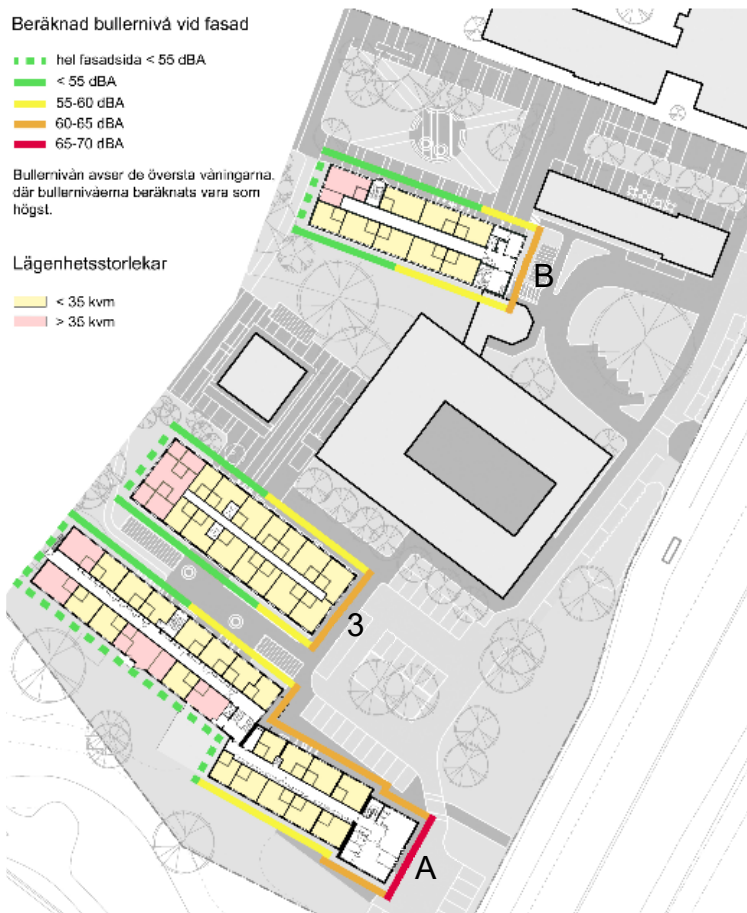 Beräknad bullernivå vid fasad
hel fasadsida < 55 dBA
< 55 dBA
55-60 dBA
60-65 dBA
65-70 dBA
Bullernivån avser de översta våningarna,
där bullernivåerna beräknats vara som
högst.
Lägenhetsstorlekar
< 35 kvm
> 35 kvm
B
3
A